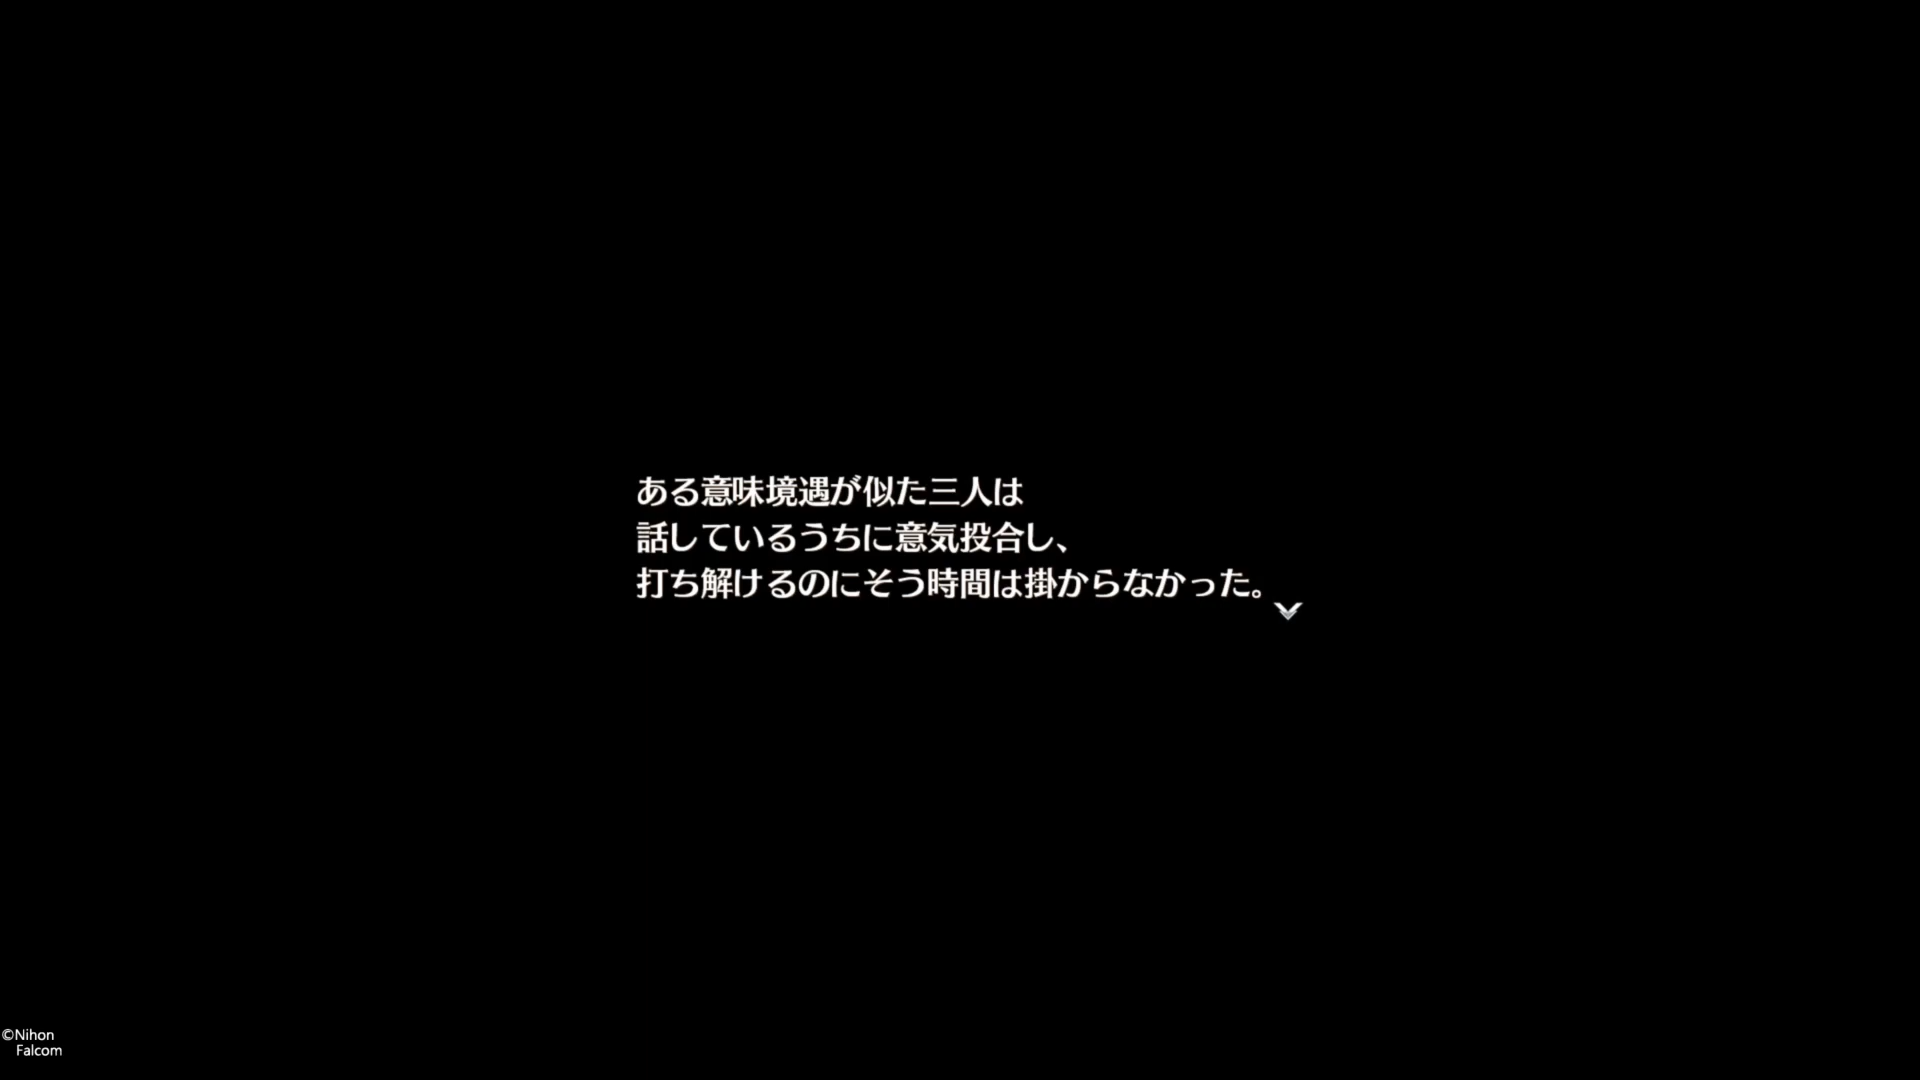 ある意味境遇が似た三人は
話しているうちに意気投合し、
打ち解けるのにそう時間は掛からなかった。
©Nihon
Falcom